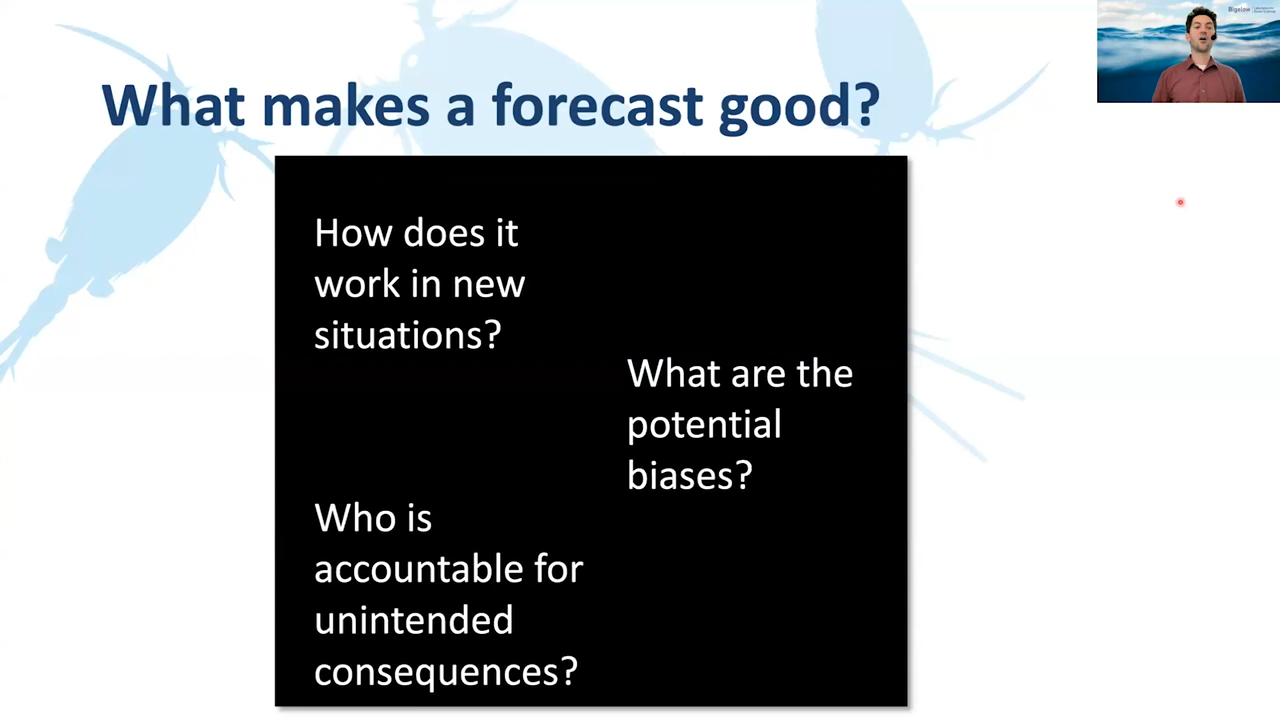 What makes a forecast good?
How does it
work in new
situations?
What are the
potential
biases?
Who is
accountable for
unintended
consequences?
Bigelow